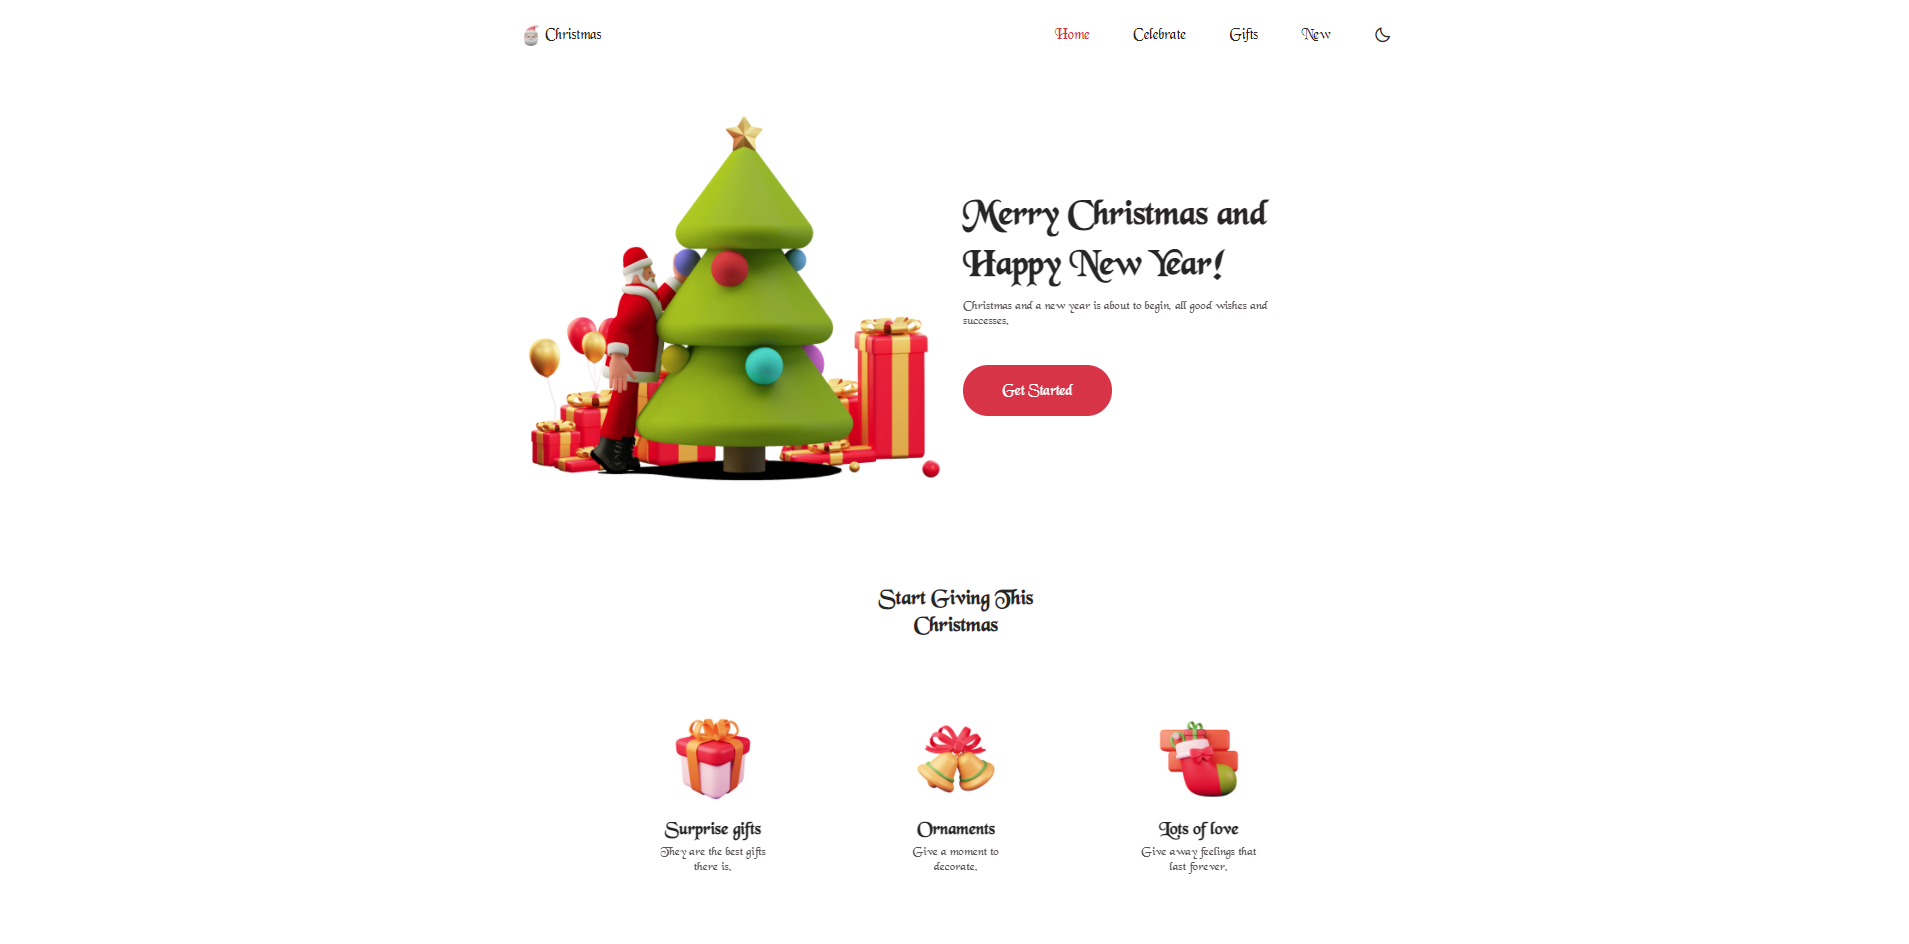 Christmas
Home
Celebrate
Gifts
New
Merry Christmas and
Happy New Year!
Christmas and a new year is about to begin, all good wishes and
successes.
Get Started
Start Giving This
Christmas
Surprise gifts
They are the best gifts
there is.
Ornaments
Give a moment to
decorate.
Lots of love
Give away feelings that
last forever.